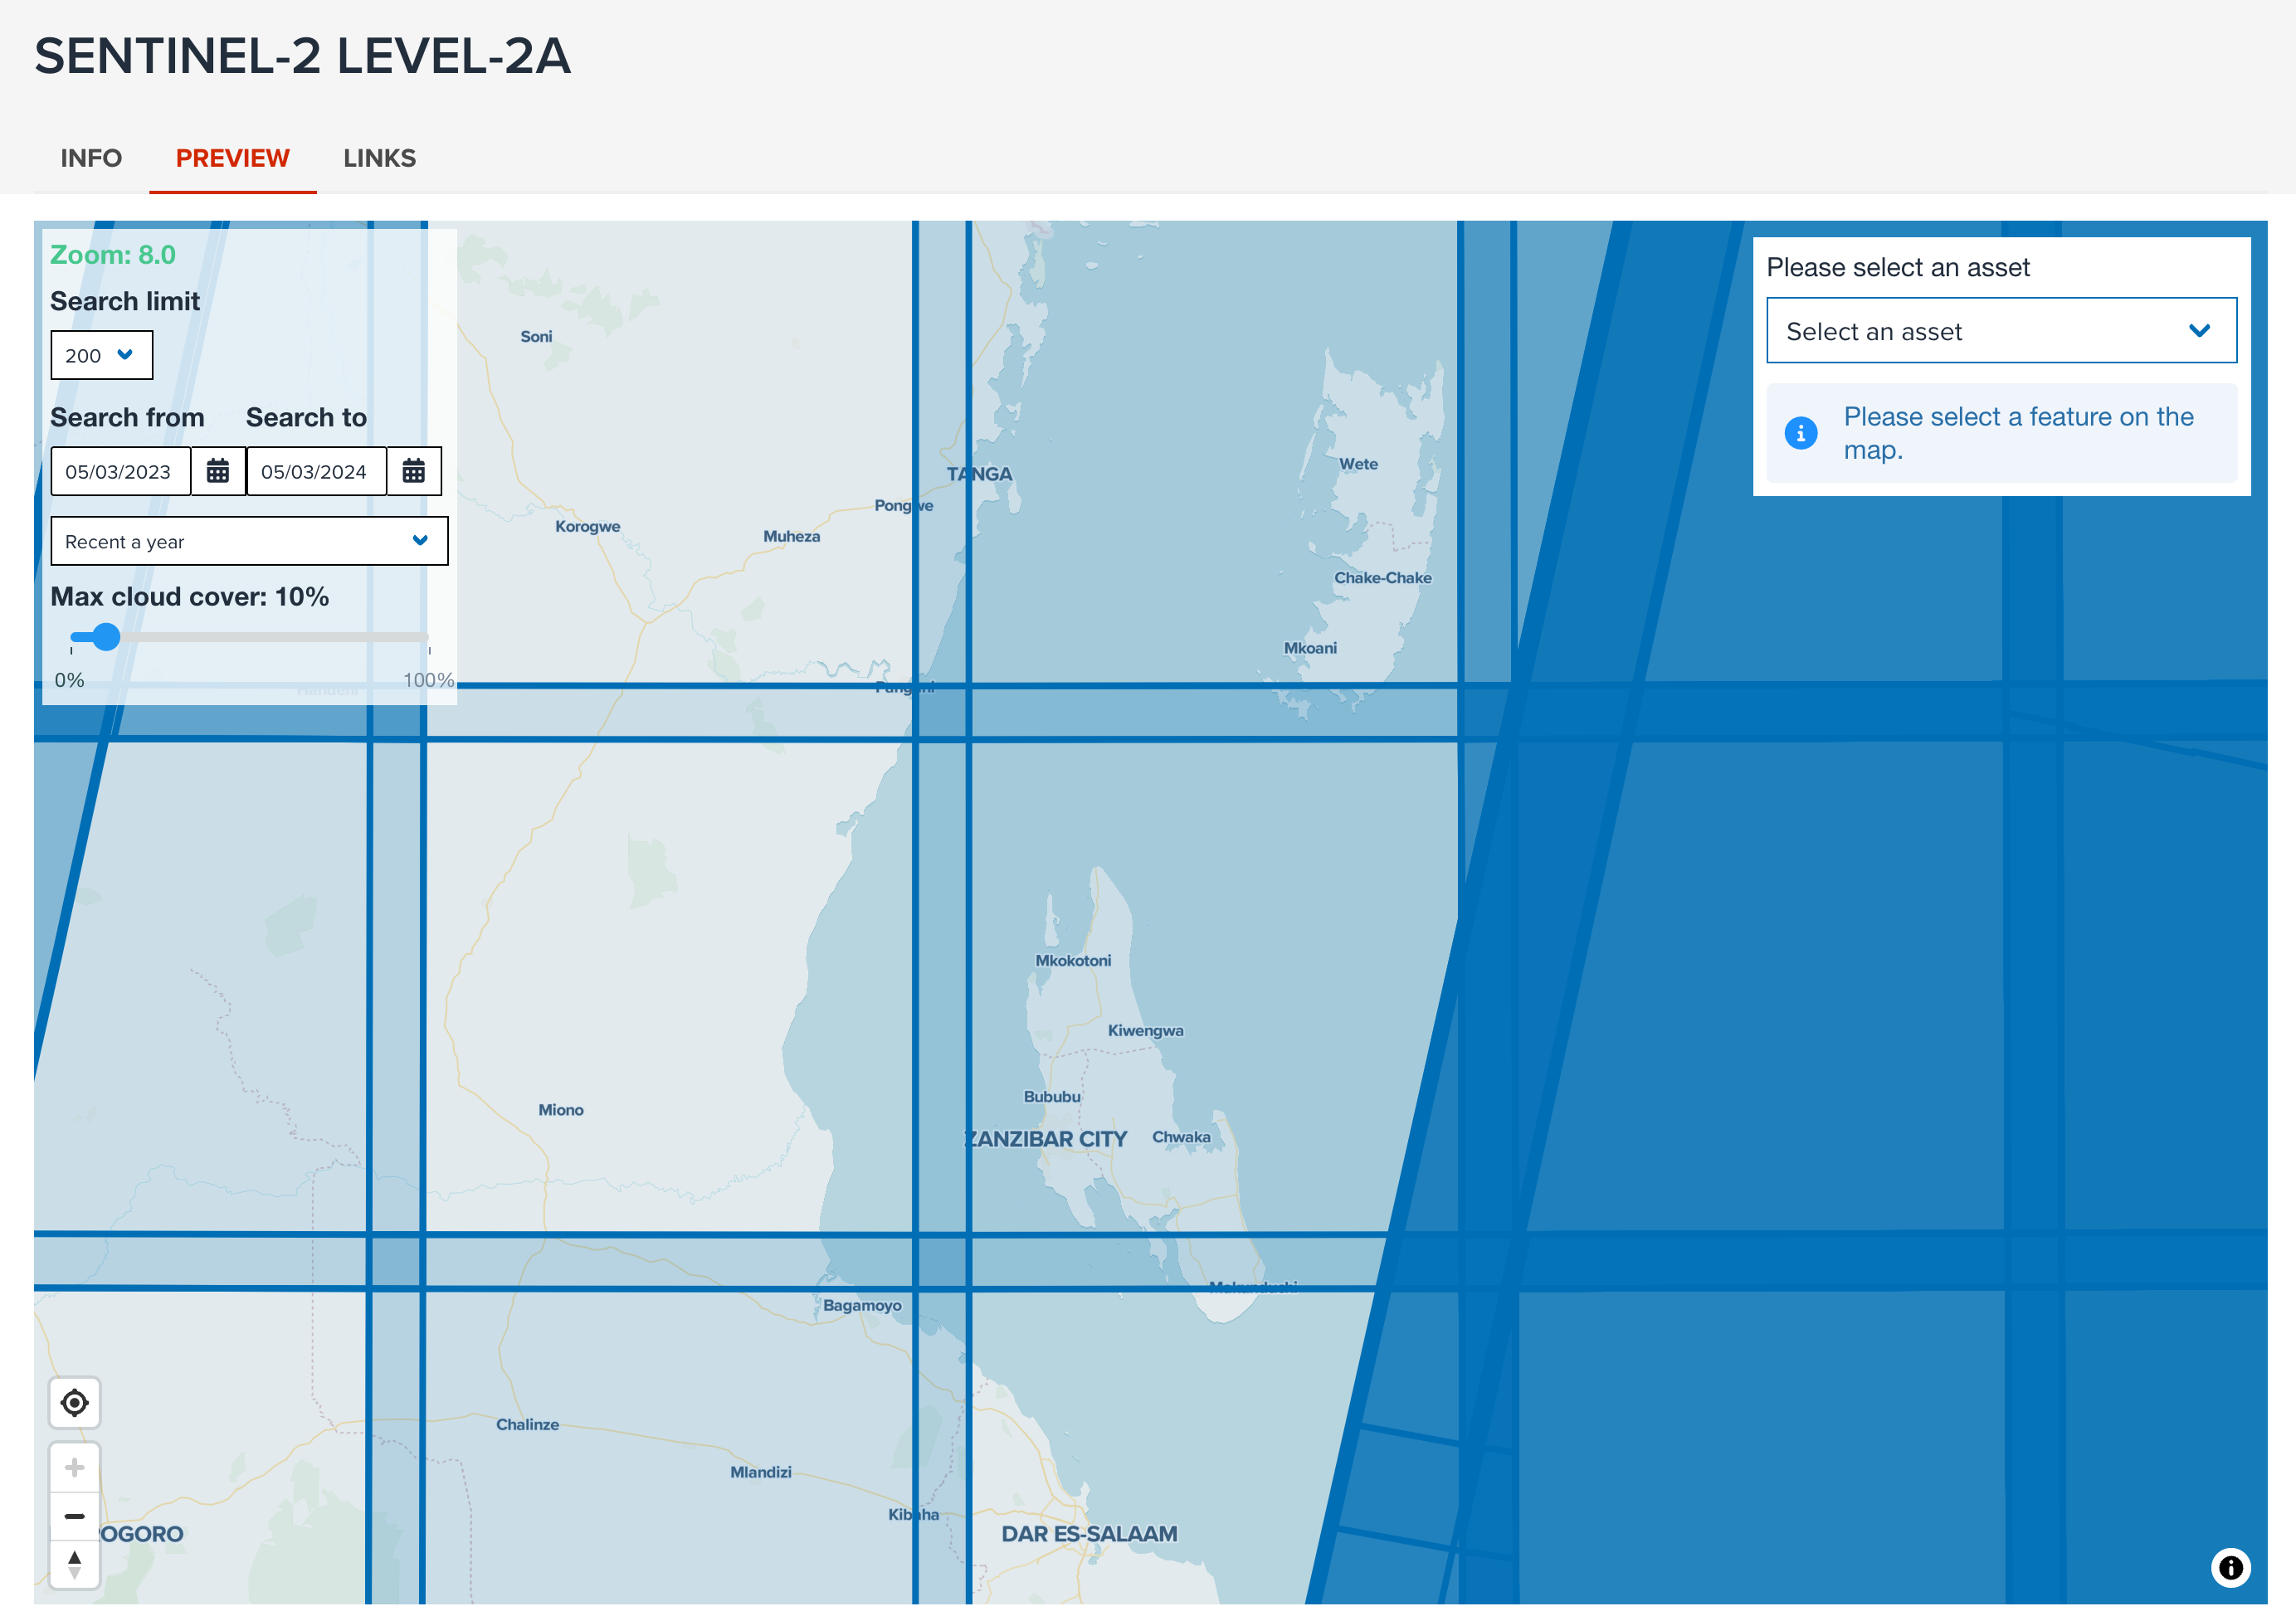 SENTINEL-2 LEVEL-2A
INFO PREVIEW LINKS
Zoom: 8.0
Search limit
200
Search from Search to
05/03/2023 05/03/2024
Recent a year
Max cloud cover: 10%
0% 100%
Please select an asset
Select an asset
Please select a feature on the
map.
Soni
TANGA
Wete
Pongwe
Korogwe
Muheza
Chake-Chake
Mkoani
Handeni
Pangani
Mkokotoni
Kiwengwa
Bububu
Miono
ZANZIBAR CITY
Chwaka
Makunduchi
Bagamoyo
Chalinze
Mlandizi
Kibaha
OGORO
DAR ES-SALAAM